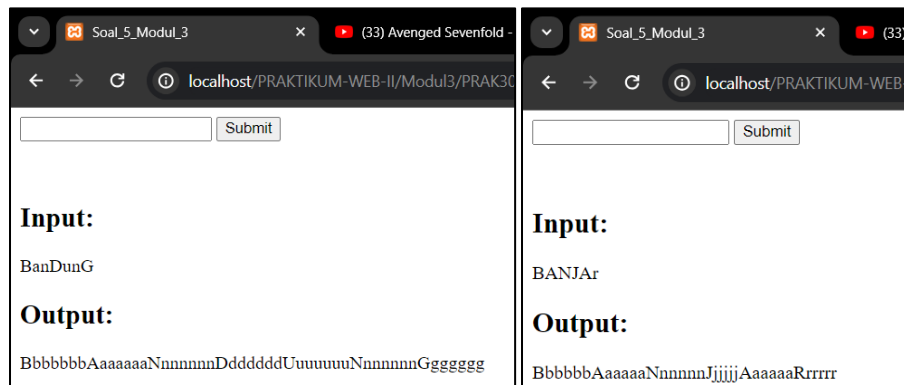 Soal_5_Modul_3
(33) Avenged Sevenfold -
localhost/PRAKTIKUM-WEB-II/Modul3/PRAK30
Submit
Input:
BanDunG
Output:
BbbbbbbAaaaaaaNnnnnnnDddddddUuuuuuuNnnnnnnGgggggg
Soal_5_Modul_3
(33)
localhost/PRAKTIKUM-WEB-
Submit
Input:
BANJAr
Output:
BbbbbbAaaaaaNnnnnnJjjjjjAaaaaaRrrrrr